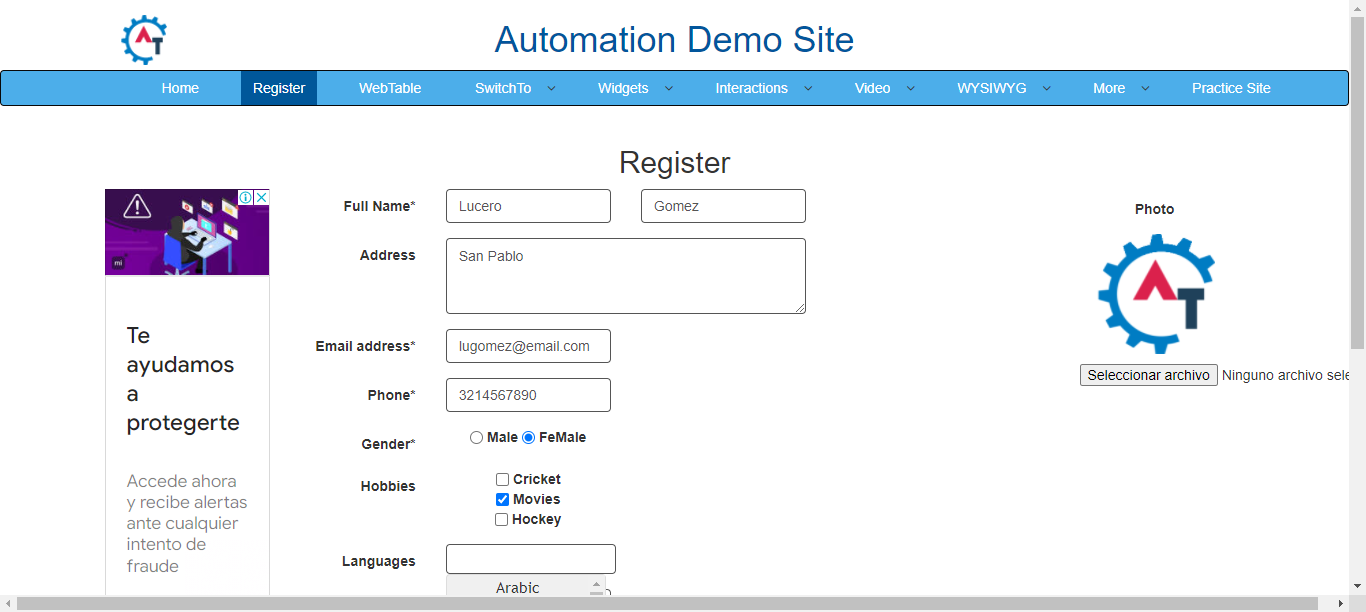 AT
Automation Demo Site
Home Register WebTable SwitchTo Widgets Interactions Video WYSIWYG More Practice Site
Register
mi
Te
ayudamos
a
protegerte
Accede ahora
y recibe alertas
ante cualquier
intento de
fraude
Full Name* Lucero Gomez
Address San Pablo
Email address* lugomez@email.com
Phone* 3214567890
Gender* Male FeMale
Hobbies Cricket
Movies
Hockey
Languages
Arabic
Photo
AT
Seleccionar archivo Ninguno archivo sele